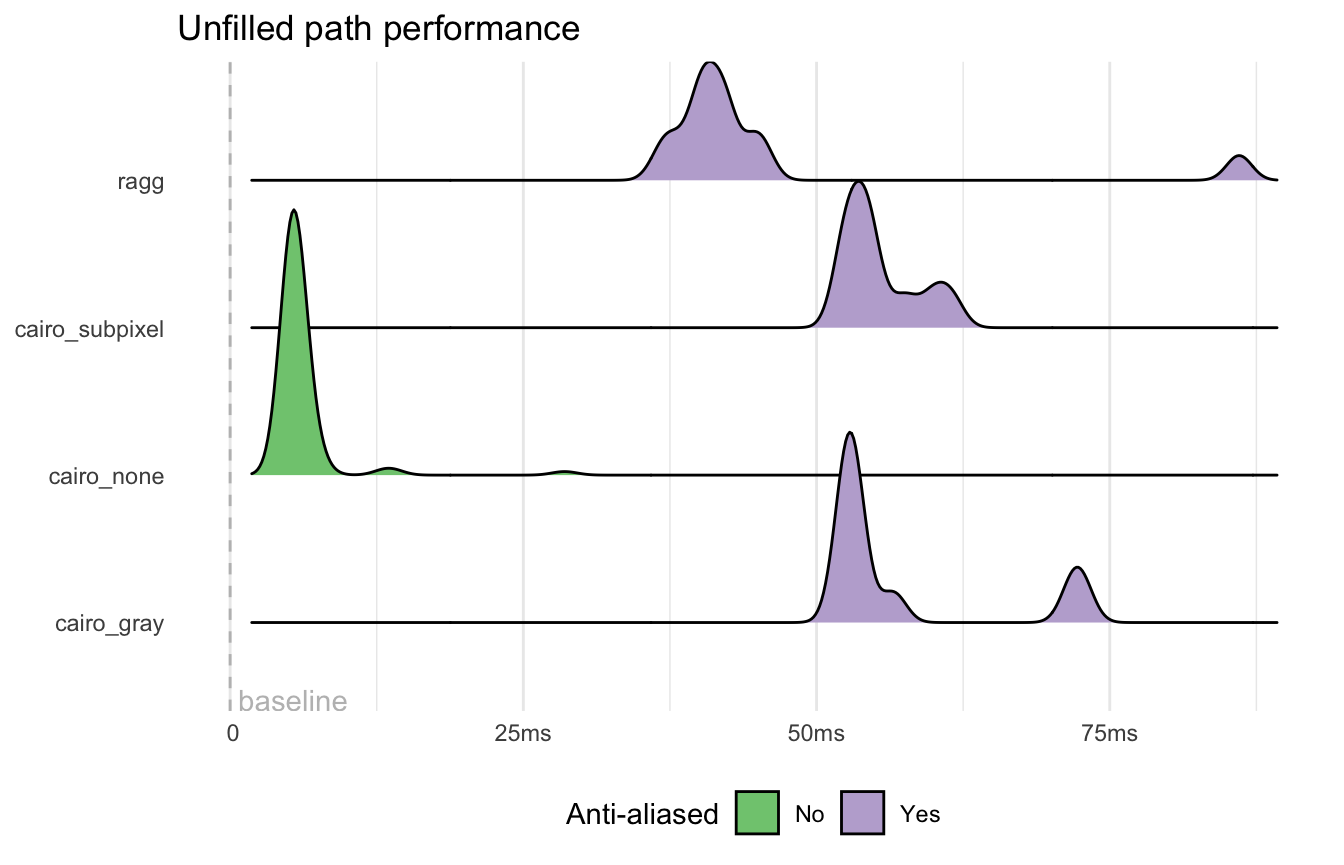 Unfilled path performance
ragg
cairo_subpixel
cairo_none
cairo_gray
baseline
0 25ms 50ms 75ms
Anti-aliased No Yes